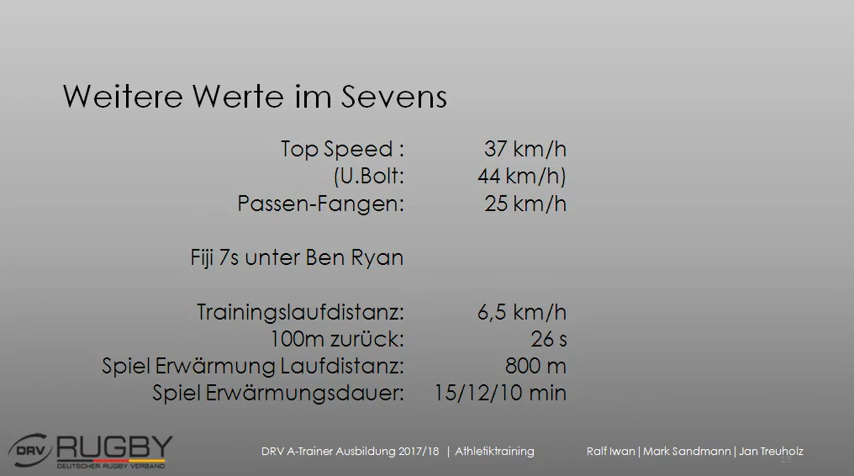 Weitere Werte im Sevens
Top Speed : 37 km/h
(U.Bolt: 44 km/h)
Passen-Fangen: 25 km/h
Fiji 7s unter Ben Ryan
Trainingslaufdistanz: 6,5 km/h
100m zurück: 26 s
Spiel Erwärmung Laufdistanz: 800 m
Spiel Erwärmungsdauer: 15/12/10 min
DRV RUGBY
DEUTSCHER RUGBY VERBAND
DRV A-Trainer Ausbildung 2017/18 | Athletiktraining
Ralf Iwan|Mark Sandmann|Jan Treuholz